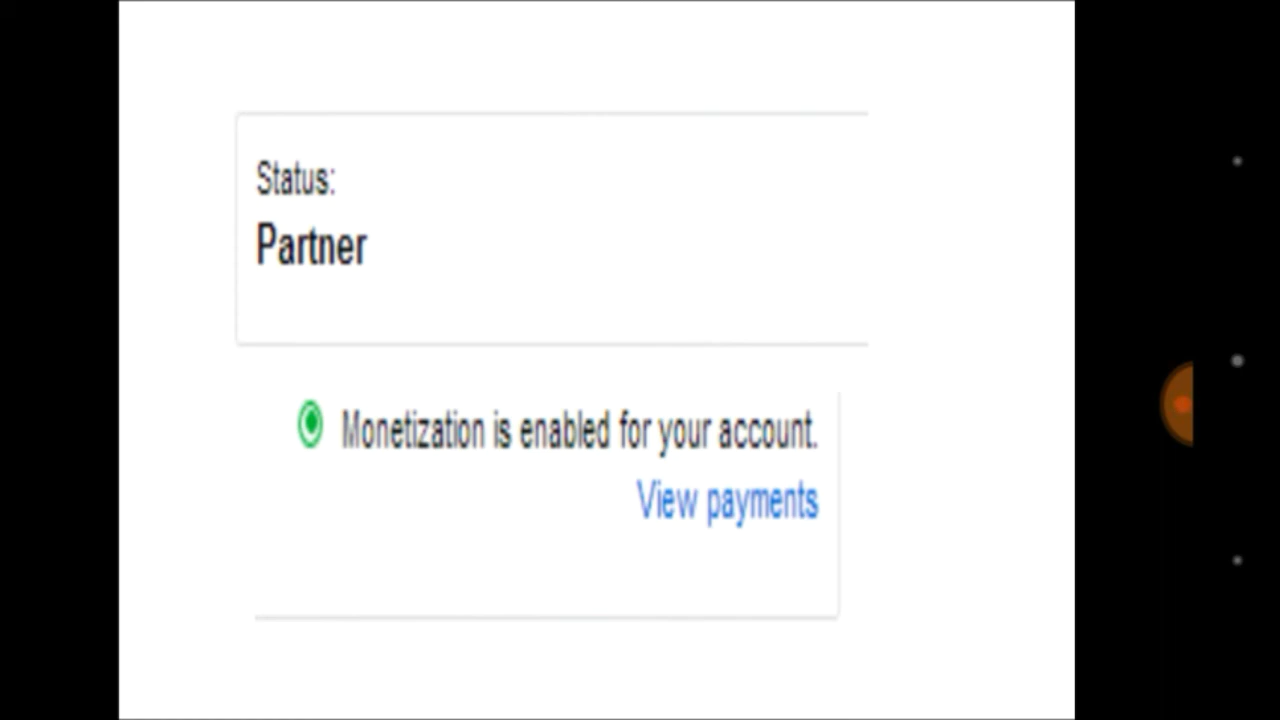 Status:
Partner
Monetization is enabled for your account.
View payments